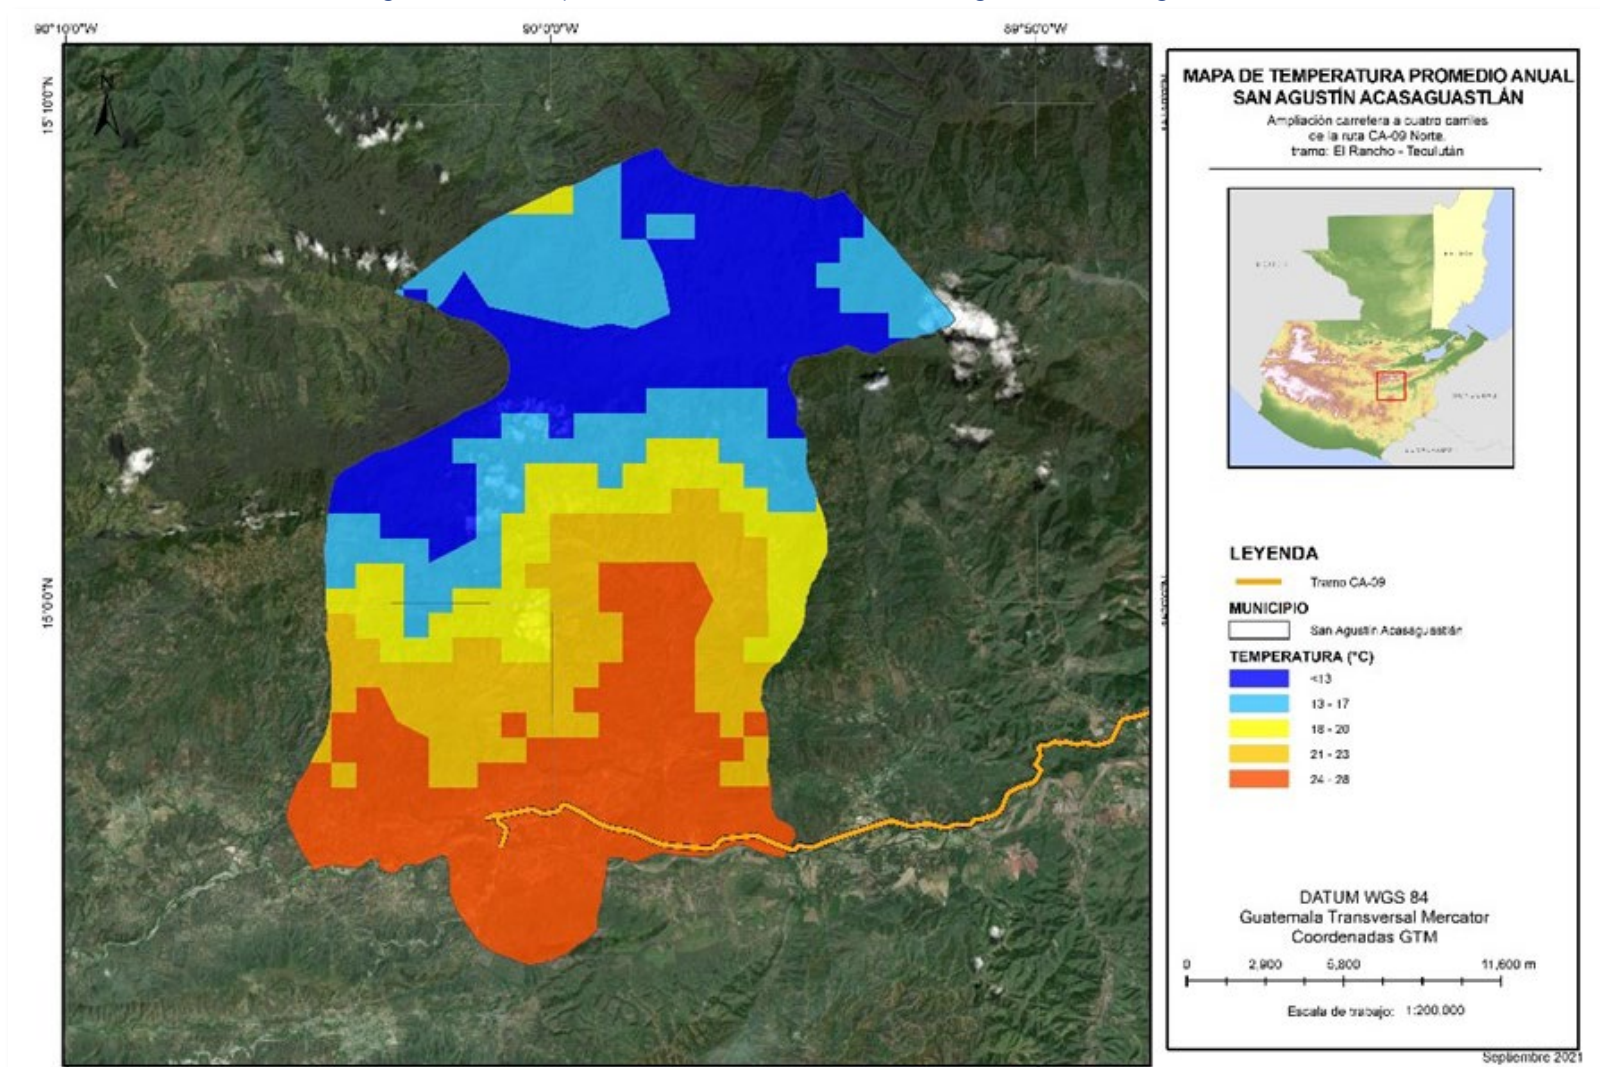 90°10'0"W
90°0'0"W
89°50'0"W
15°10'0"N
15°0'0"N
N
MAPA DE TEMPERATURA PROMEDIO ANUAL
SAN AGUSTÍN ACASAGUASTLÁN
Ampliación carretera a cuatro carriles
de la ruta CA-09 Norte,
tramo: El Rancho - Teculután
LEYENDA
Tramo CA-09
MUNICIPIO
San Agustín Acasaguastlán
TEMPERATURA (°C)
<13
13 - 17
18 - 20
21 - 23
24 - 28
DATUM WGS 84
Guatemala Transversal Mercator
Coordenadas GTM
0 2,900 5,800 11,600 m
Escala de trabajo: 1:200,000
Septiembre 2021